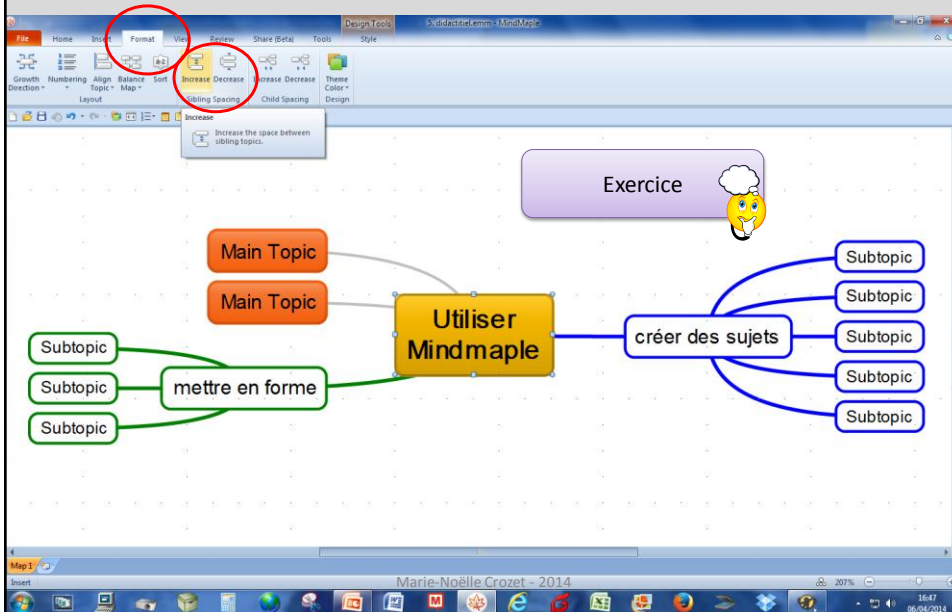 Design Tools
5. didactitiel.emm - MindMaple
File Home Insert Format View Review Share (Beta) Tools Style
Growth Direction Numbering Align Topic Balance Map Sort Increase Decrease Increase Decrease Theme Color
Layout Sibling Spacing Child Spacing Design
Increase
Increase the space between
sibling topics.
Exercice
Main Topic
Main Topic
Utiliser
Mindmaple
créer des sujets
Subtopic
Subtopic
Subtopic
Subtopic
Subtopic
mettre en forme
Subtopic
Subtopic
Subtopic
Map 1
Insert
Marie-Noëlle Crozet - 2014
207%
16:47
06/04/2014